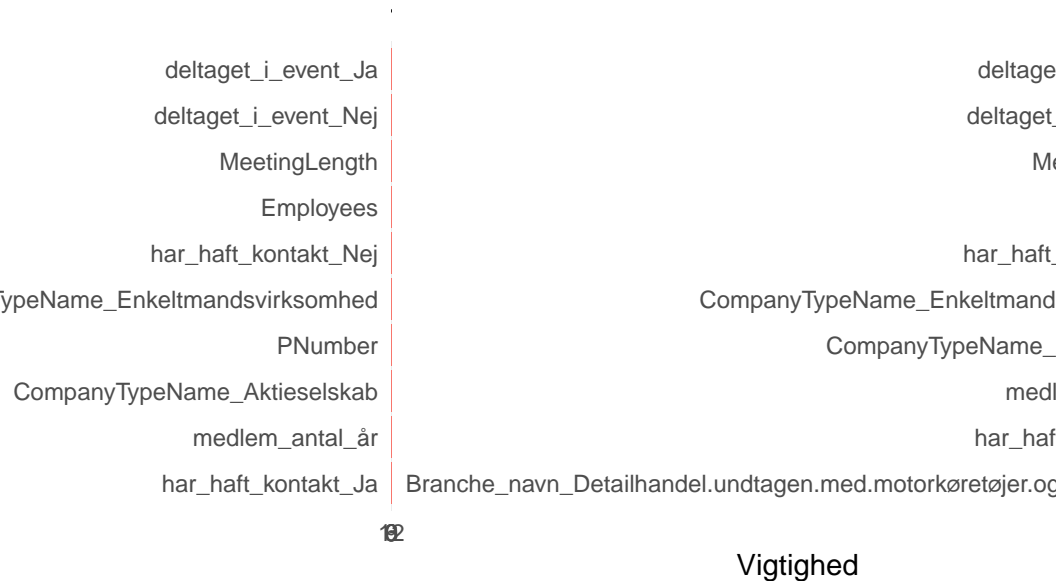 deltaget_i_event_Ja deltage
deltaget_i_event_Nej deltaget_
MeetingLength Me
Employees
har_haft_kontakt_Nej har_haft_
TypeName_Enkeltmandsvirksomhed CompanyTypeName_Enkeltmand
PNumber CompanyTypeName_
CompanyTypeName_Aktieselskab medl
medlem_antal_år har_haf
har_haft_kontakt_Ja Branche_navn_Detailhandel.undtagen.med.motorkøretøjer.og
Vigtighed